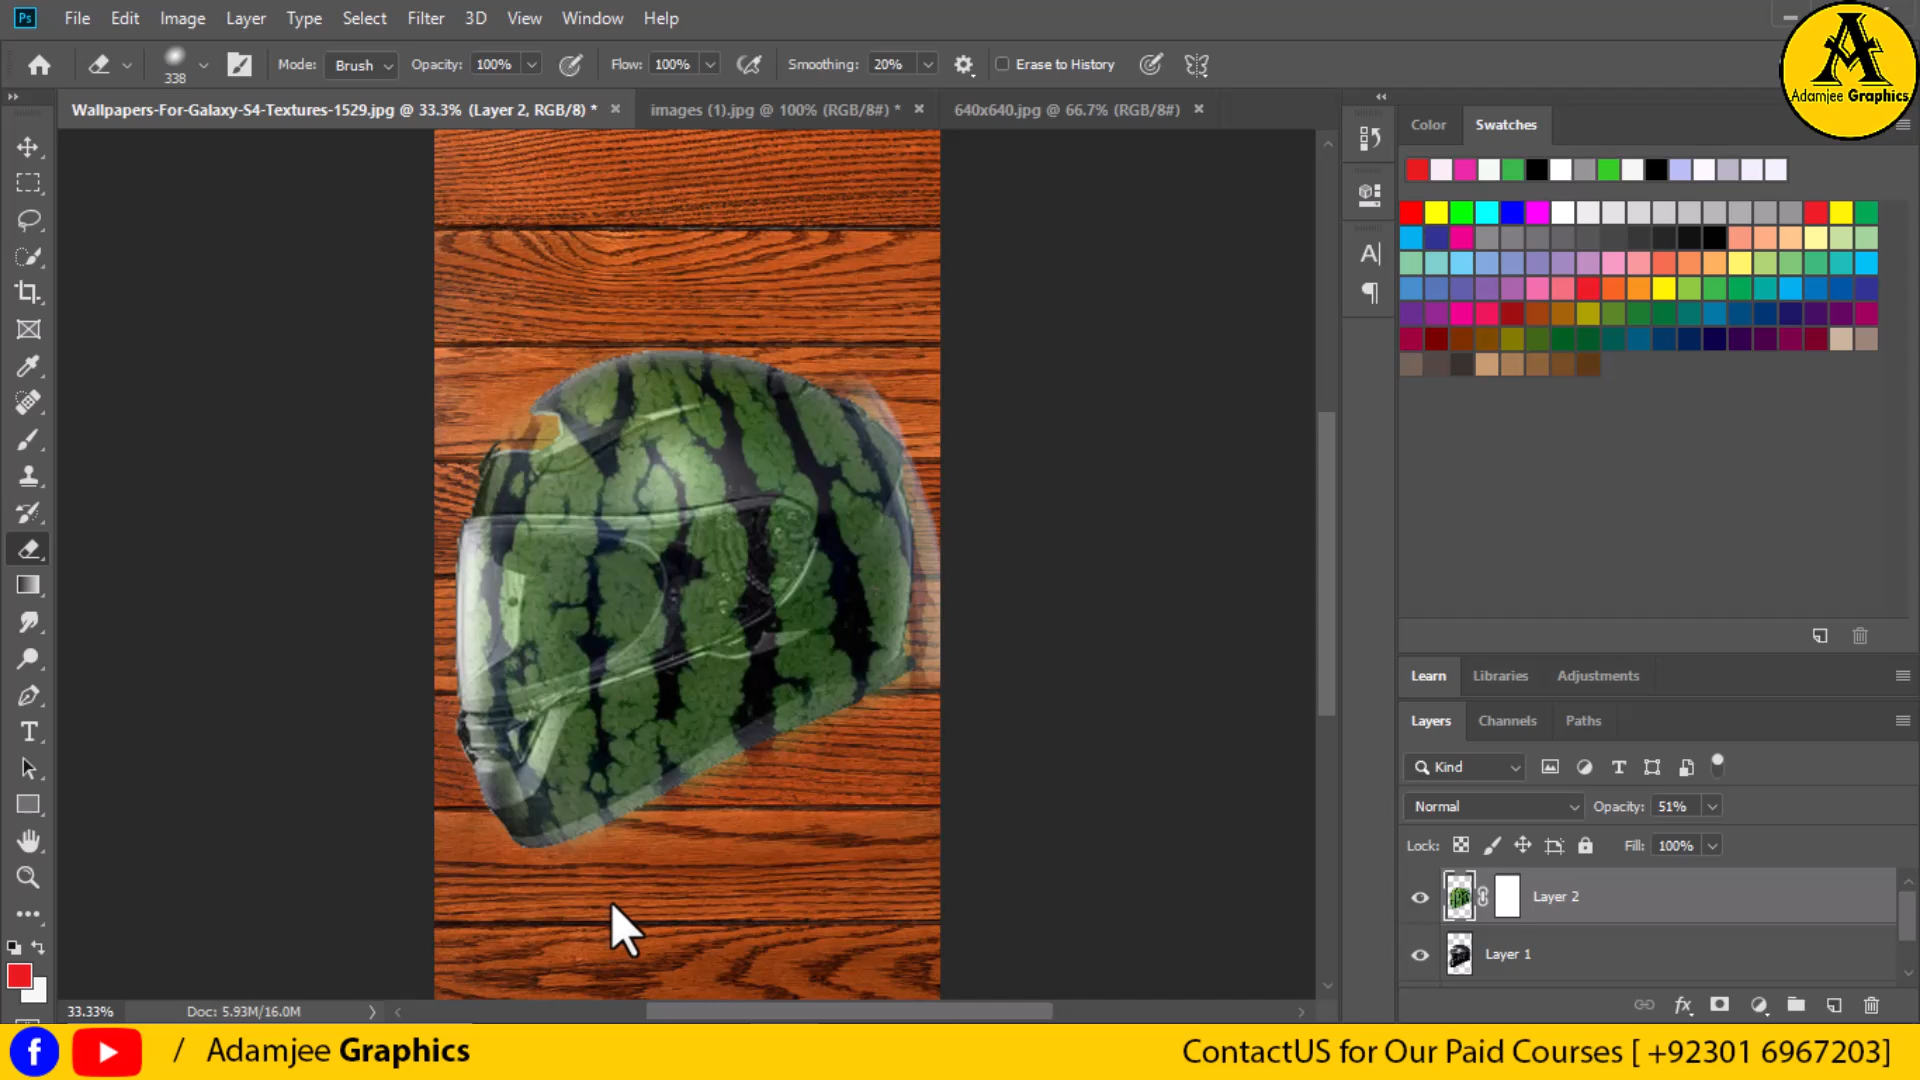 Ps File Edit Image Layer Type Select Filter 3D View Window Help
A
Adamjee Graphics
338 Mode: Brush Opacity: 100% Flow: 100% Smoothing: 20% Erase to History
Wallpapers-For-Galaxy-S4-Textures-1529.jpg @ 33.3% (Layer 2, RGB/8) * images (1).jpg @ 100% (RGB/8#) * 640x640.jpg @ 66.7% (RGB/8#)
Color Swatches
Learn Libraries Adjustments
Layers Channels Paths
Kind
Normal Opacity: 51%
Lock: Fill: 100%
Layer 2
Layer 1
fx
33.33% Doc: 5.93M/16.0M
f / Adamjee Graphics ContactUS for Our Paid Courses [ +92301 6967203]